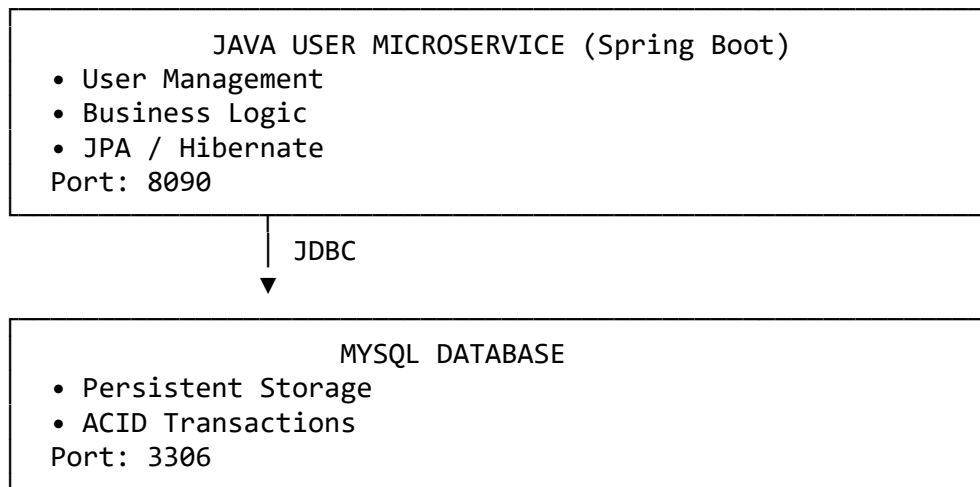 JAVA USER MICROSERVICE (Spring Boot)
• User Management
• Business Logic
• JPA / Hibernate
Port: 8090
JDBC
MYSQL DATABASE
• Persistent Storage
• ACID Transactions
Port: 3306